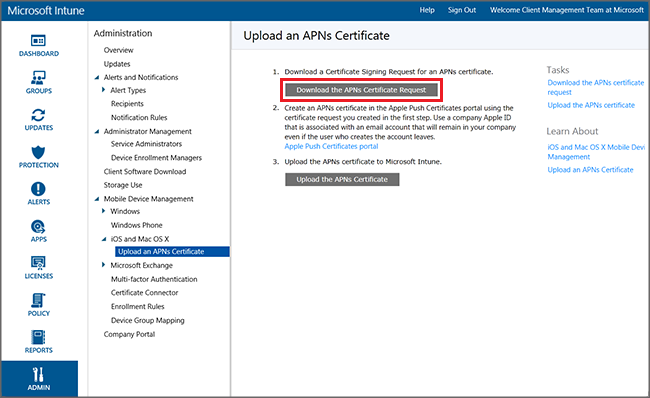 Microsoft Intune
Help
Sign Out
Welcome Client Management Team at Microsoft
DASHBOARD
GROUPS
UPDATES
PROTECTION
ALERTS
APPS
LICENSES
POLICY
REPORTS
ADMIN
Administration
Overview
Updates
Alerts and Notifications
Alert Types
Recipients
Notification Rules
Administrator Management
Service Administrators
Device Enrollment Managers
Client Software Download
Storage Use
Mobile Device Management
Windows
Windows Phone
iOS and Mac OS X
Upload an APNs Certificate
Microsoft Exchange
Multi-factor Authentication
Certificate Connector
Enrollment Rules
Device Group Mapping
Company Portal
Upload an APNs Certificate
1. Download a Certificate Signing Request for an APNs certificate.
Download the APNs Certificate Request
2. Create an APNs certificate in the Apple Push Certificates portal using the
certificate request you created in the first step. Use a company Apple ID
that is associated with an email account that will remain in your company
even if the user who creates the account leaves.
Apple Push Certificates portal
3. Upload the APNs certificate to Microsoft Intune.
Upload the APNs Certificate
Tasks
Download the APNs certificate
request
Upload the APNs certificate
Learn About
iOS and Mac OS X Mobile Devi
Management
Upload an APNs Certificate